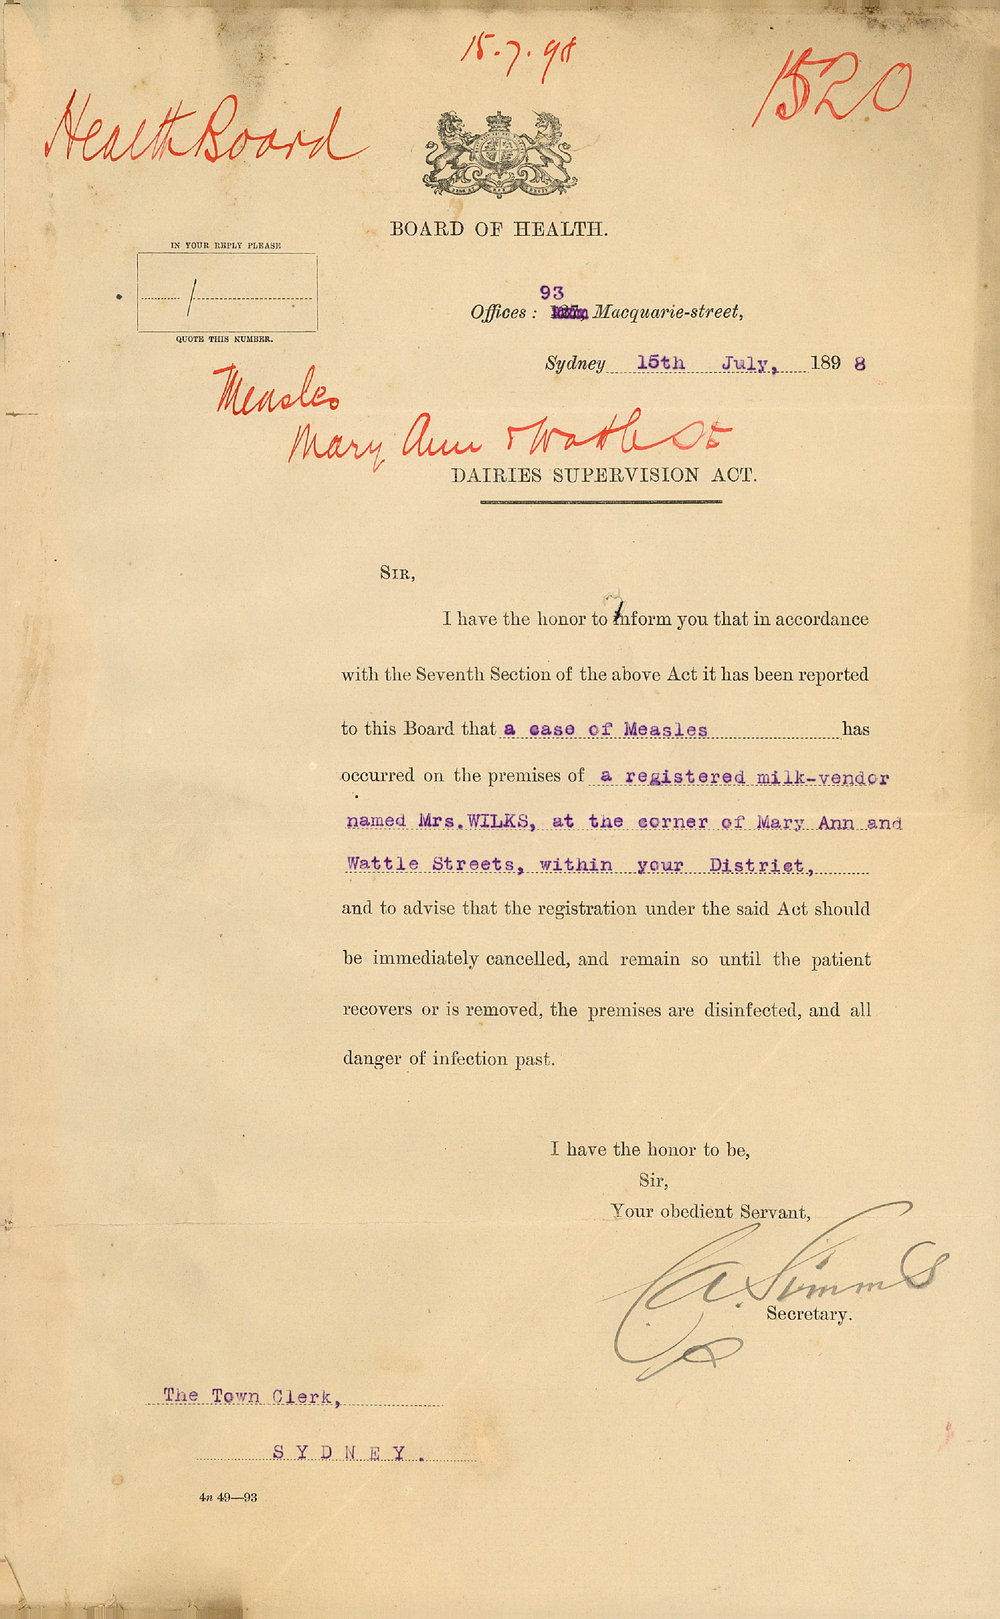 15.7.98
1520
Health Board
BOARD OF HEALTH.
IN YOUR REPLY PLEASE
QUOTE THIS NUMBER.
93
Offices : Macquarie-street,
Sydney 15th July, 1898
Measles
Mary Ann & Wattle St
DAIRIES SUPERVISION ACT.
SIR,
I have the honor to inform you that in accordance
with the Seventh Section of the above Act it has been reported
to this Board that a case of Measles has
occurred on the premises of a registered milk-vendor
named Mrs.WILKS, at the corner of Mary Ann and
Wattle Streets, within your District,
and to advise that the registration under the said Act should
be immediately cancelled, and remain so until the patient
recovers or is removed, the premises are disinfected, and all
danger of infection past.
I have the honor to be,
Sir,
Your obedient Servant,
C A. Simms
Secretary.
The Town Clerk,
SYDNEY.
4n 49—93